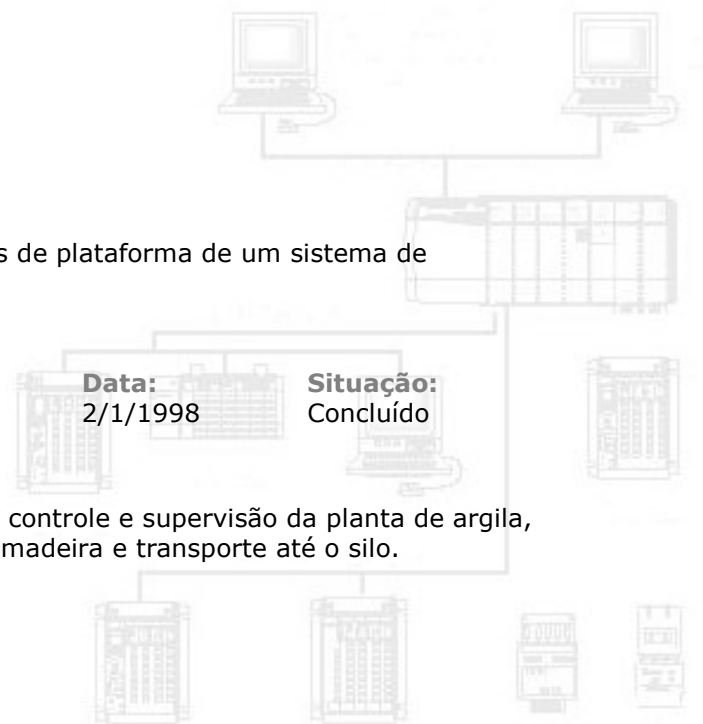 s de plataforma de um sistema de
Data: Situação:
2/1/1998 Concluído
controle e supervisão da planta de argila,
madeira e transporte até o silo.